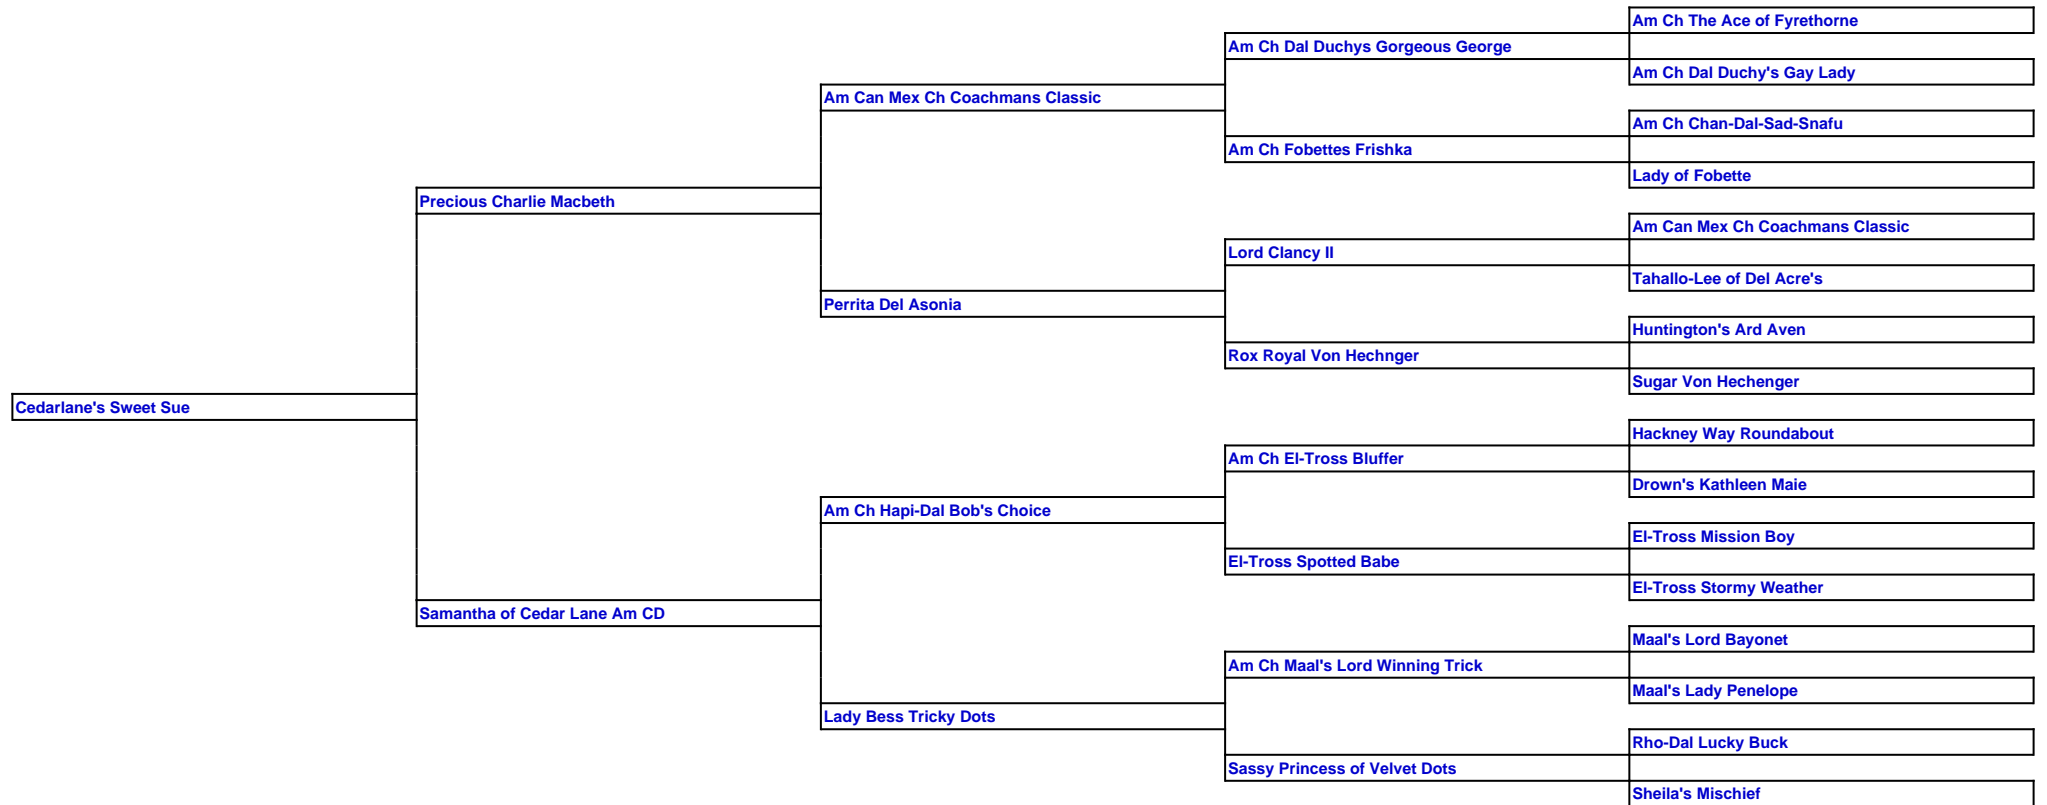 Am Ch The Ace of Fyrethorne
Am Ch Dal Duchys Gorgeous George
Am Ch Dal Duchy's Gay Lady
Am Can Mex Ch Coachmans Classic
Am Ch Chan-Dal-Sad-Snafu
Am Ch Fobettes Frishka
Lady of Fobette
Precious Charlie Macbeth
Am Can Mex Ch Coachmans Classic
Lord Clancy II
Tahallo-Lee of Del Acre's
Perrita Del Asonia
Huntington's Ard Aven
Rox Royal Von Hechnger
Sugar Von Hechenger
Cedarlane's Sweet Sue
Hackney Way Roundabout
Am Ch El-Tross Bluffer
Drown's Kathleen Maie
Am Ch Hapi-Dal Bob's Choice
El-Tross Mission Boy
El-Tross Spotted Babe
El-Tross Stormy Weather
Samantha of Cedar Lane Am CD
Maal's Lord Bayonet
Am Ch Maal's Lord Winning Trick
Maal's Lady Penelope
Lady Bess Tricky Dots
Rho-Dal Lucky Buck
Sassy Princess of Velvet Dots
Sheila's Mischief